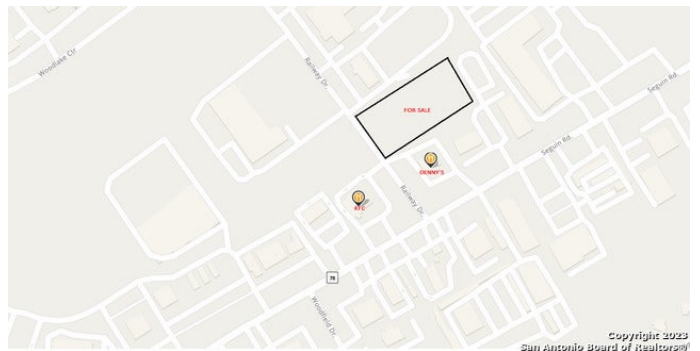 Woodlake Ctr
Railway Dr.
FOR SALE
Seguin Rd
Seguin Rd
DENNY'S
Railway Dr.
KFC
78
Woodfield Dr.
Copyright 2023
San Antonio Board of Realtors